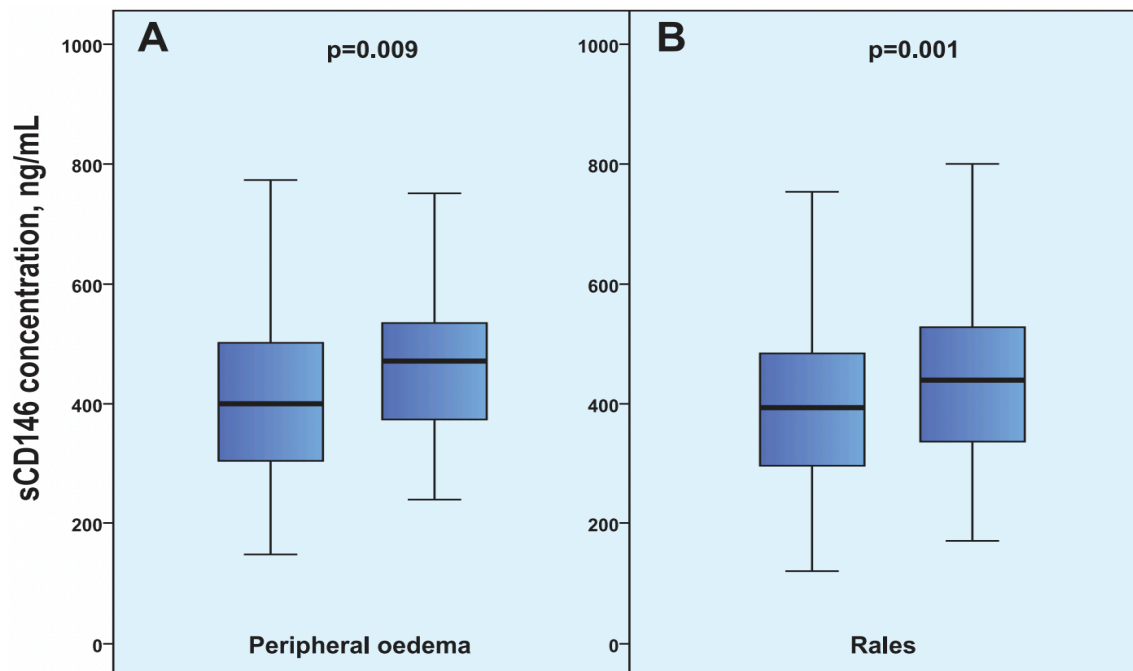 A
p=0.009
B
p=0.001
sCD146 concentration, ng/mL
1000
800
600
400
200
0
1000
800
600
400
200
0
Peripheral oedema
Rales